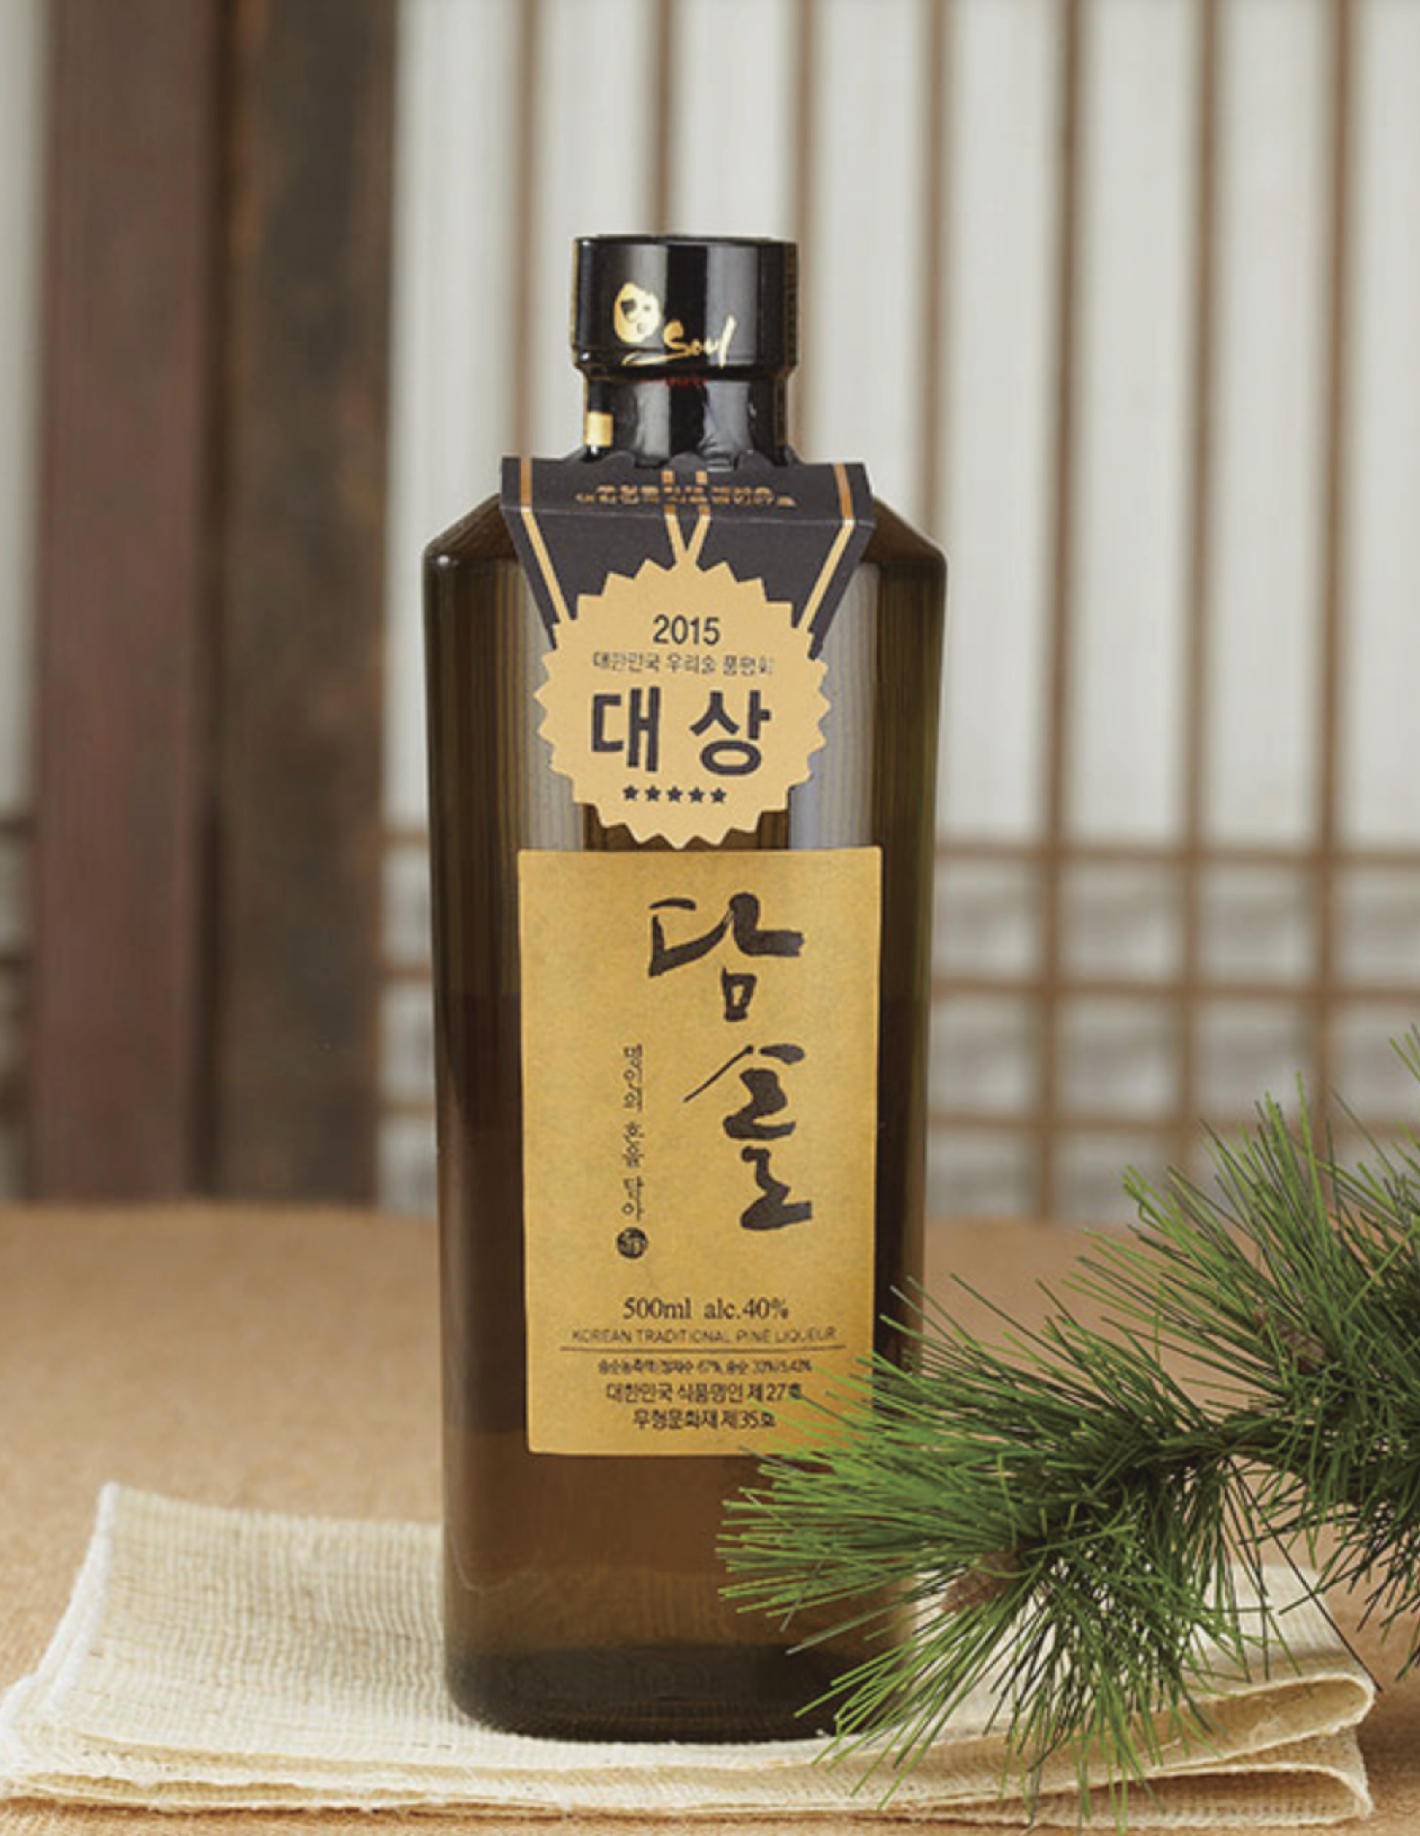 Soul
2015
대한민국 우리술 품평회
대상
담솔
명인의 혼을 담아
500ml alc.40%
KOREAN TRADITIONAL PINE LIQUEUR
대한민국 식품명인 제27호
무형문화재 제35호